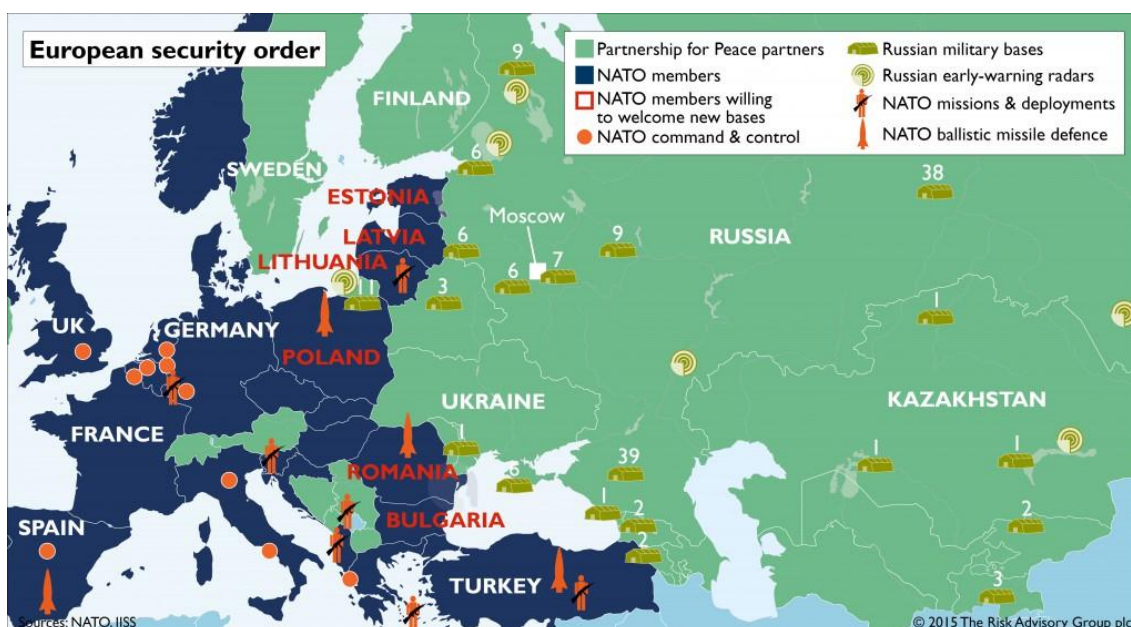 European security order
Partnership for Peace partners
NATO members
NATO members willing
to welcome new bases
NATO command & control
Russian military bases
Russian early-warning radars
NATO missions & deployments
NATO ballistic missile defence
9
FINLAND
6
SWEDEN
38
ESTONIA
Moscow
LATVIA
6
9
RUSSIA
LITHUANIA
6
7
11
3
1
UK
GERMANY
POLAND
UKRAINE
KAZAKHSTAN
FRANCE
1
1
1
ROMANIA
6
39
BULGARIA
1
2
2
SPAIN
2
TURKEY
3
Sources: NATO, IISS
© 2015 The Risk Advisory Group plc